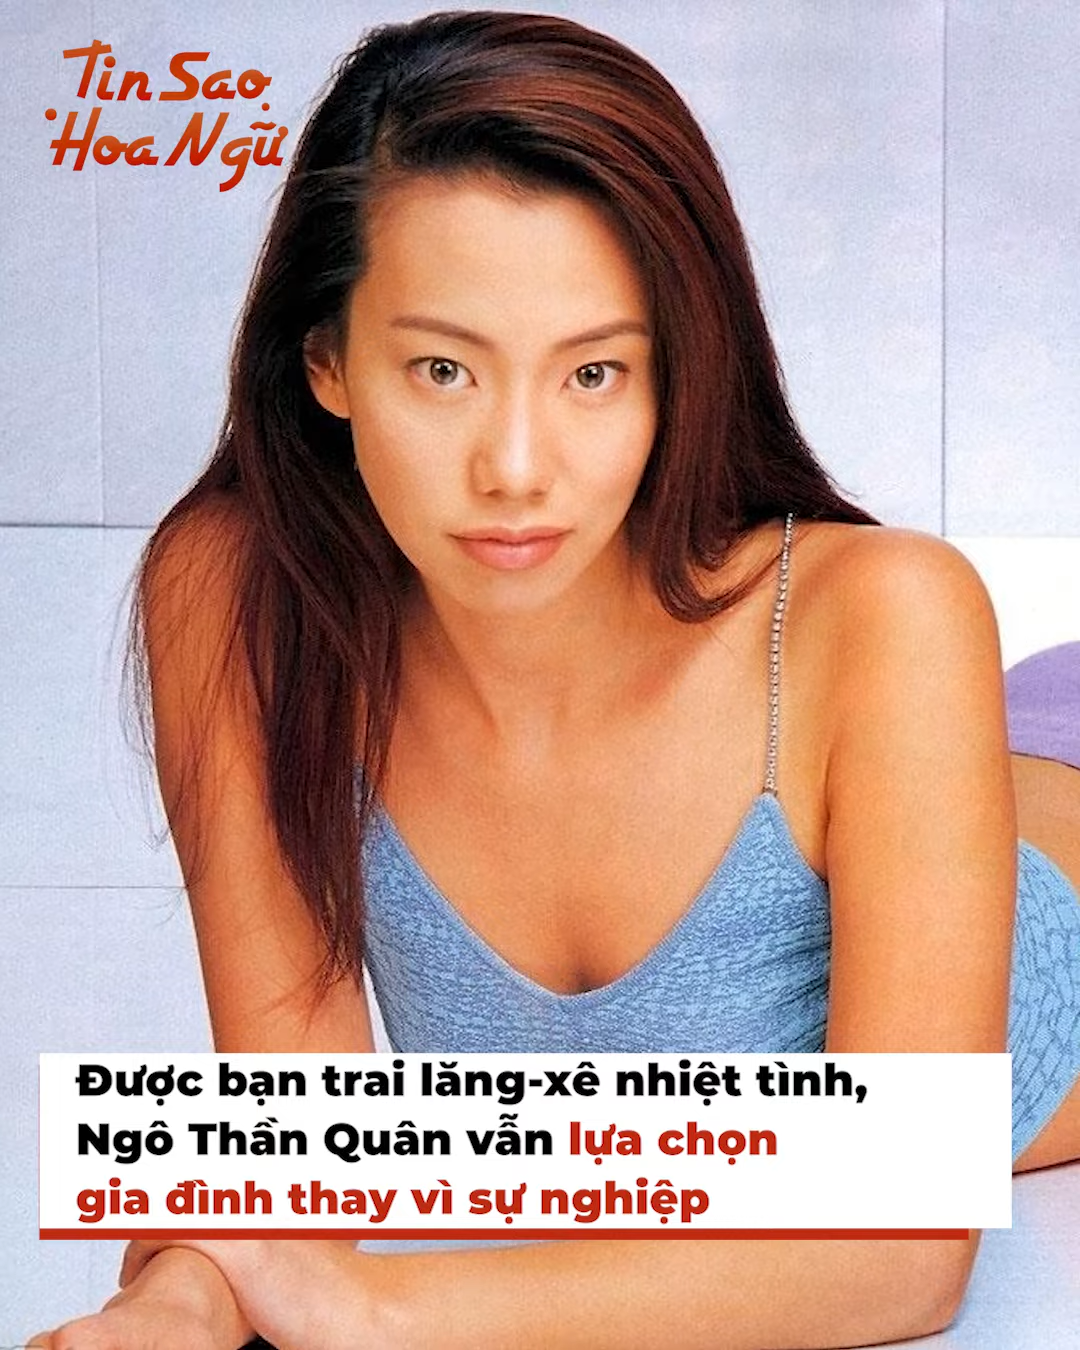 Tin Sao
Hoa Ngữ
Được bạn trai lăng-xê nhiệt tình,
Ngô Thần Quân vẫn lựa chọn
gia đình thay vì sự nghiệp